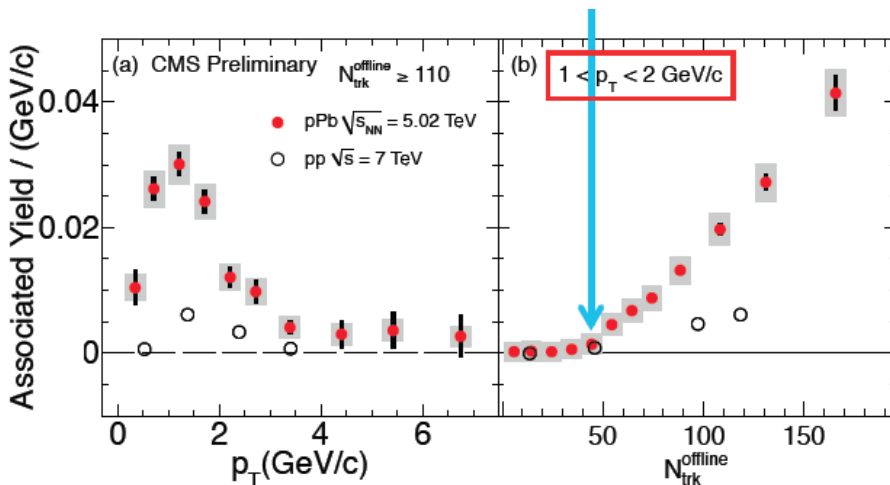 (a) CMS Preliminary
N_trk^offline ≥ 110
pPb √s_NN = 5.02 TeV
pp √s = 7 TeV
(b)
1 < p_T < 2 GeV/c
Associated Yield / (GeV/c)
0.04
0.02
0
0 2 4 6
p_T(GeV/c)
50 100 150
N_trk^offline